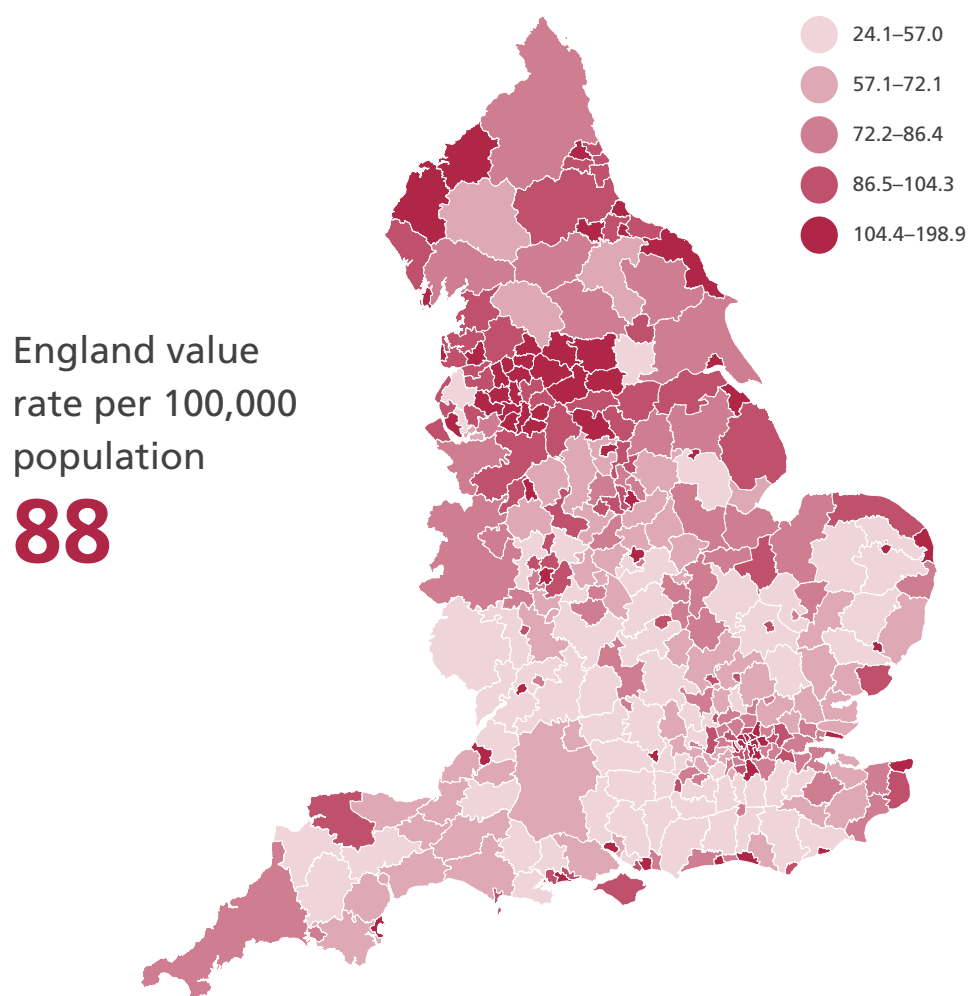 24.1–57.0
57.1–72.1
72.2–86.4
86.5–104.3
104.4–198.9
England value
rate per 100,000
population
88